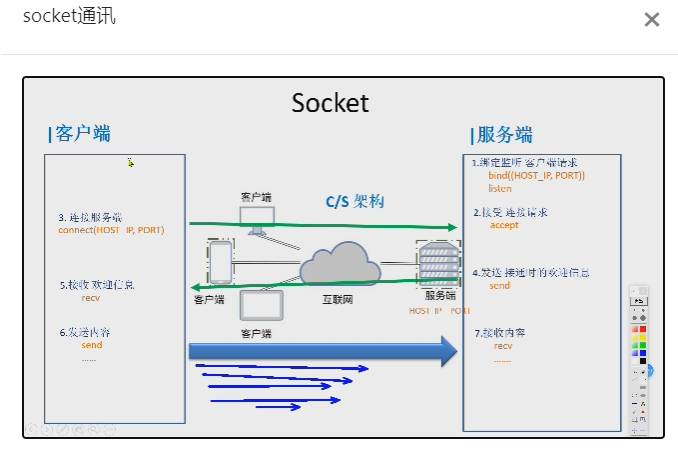 socket通讯
Socket
客户端
服务端
1.绑定监听 客户端请求
bind((HOST_IP, PORT))
listen
2.接受 连接请求
accept
3. 连接服务端
connect(HOST_IP, PORT)
4.发送 接通时的欢迎信息
send
5.接收 欢迎信息
recv
6.发送内容
send
......
7.接收内容
recv
.......
C/S 架构
客户端
客户端
互联网
服务端
HOST_IP PORT
客户端